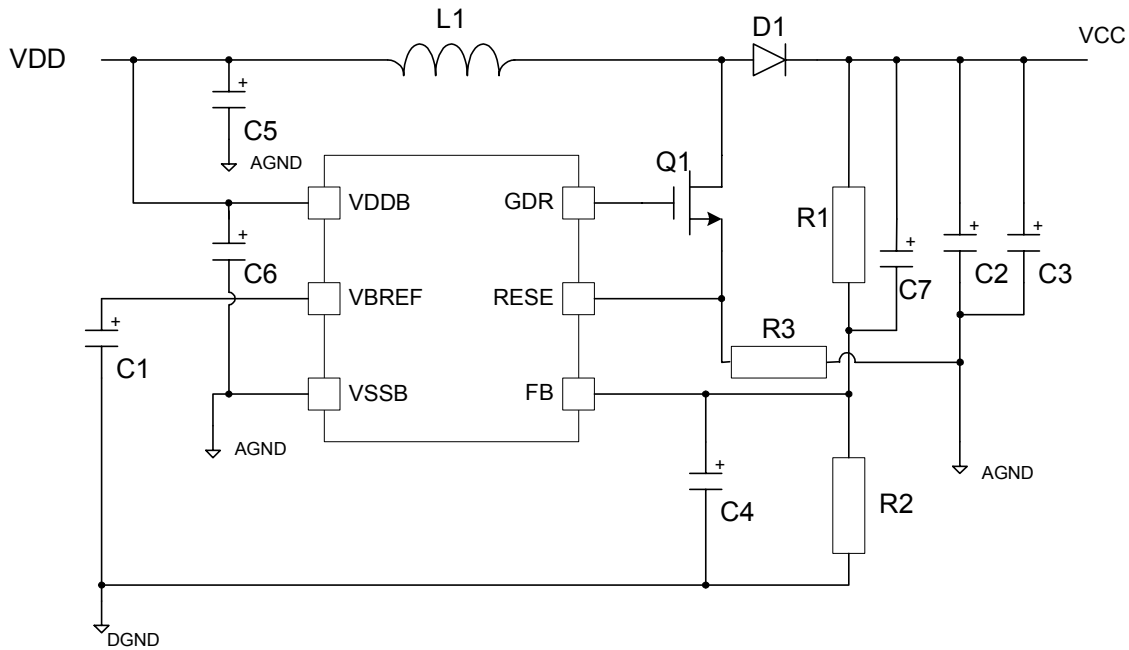 L1
D1
VCC
VDD
+
C5
AGND
Q1
VDDB
GDR
R1
+
C6
+
C7
+
C2
+
C3
VBREF
RESE
+
C1
R3
VSSB
FB
AGND
+
C4
R2
AGND
DGND